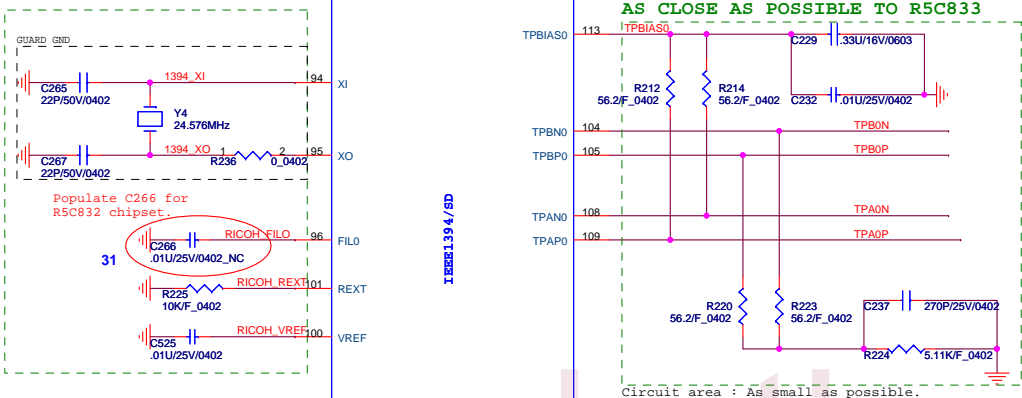 AS CLOSE AS POSSIBLE TO R5C833
GUARD GND
C265
22P/50V/0402
1394_XI
94
XI
Y4
24.576MHz
C267
22P/50V/0402
1394_XO
1
R236
2
0_0402
95
XO
Populate C266 for
R5C832 chipset.
C266
.01U/25V/0402_NC
RICOH_FILO
96
FIL0
31
R225
10K/F_0402
RICOH_REXT
101
REXT
C525
.01U/25V/0402
RICOH_VREF
100
VREF
IEEE1394/SD
TPBIAS0
113
TPBIAS0
C229
.33U/16V/0603
R212
56.2/F_0402
R214
56.2/F_0402
C232
.01U/25V/0402
TPBN0
104
TPB0N
TPBP0
105
TPB0P
TPAN0
108
TPA0N
TPAP0
109
TPA0P
R220
56.2/F_0402
R223
56.2/F_0402
C237
270P/25V/0402
R224
5.11K/F_0402
Circuit area : As small as possible.